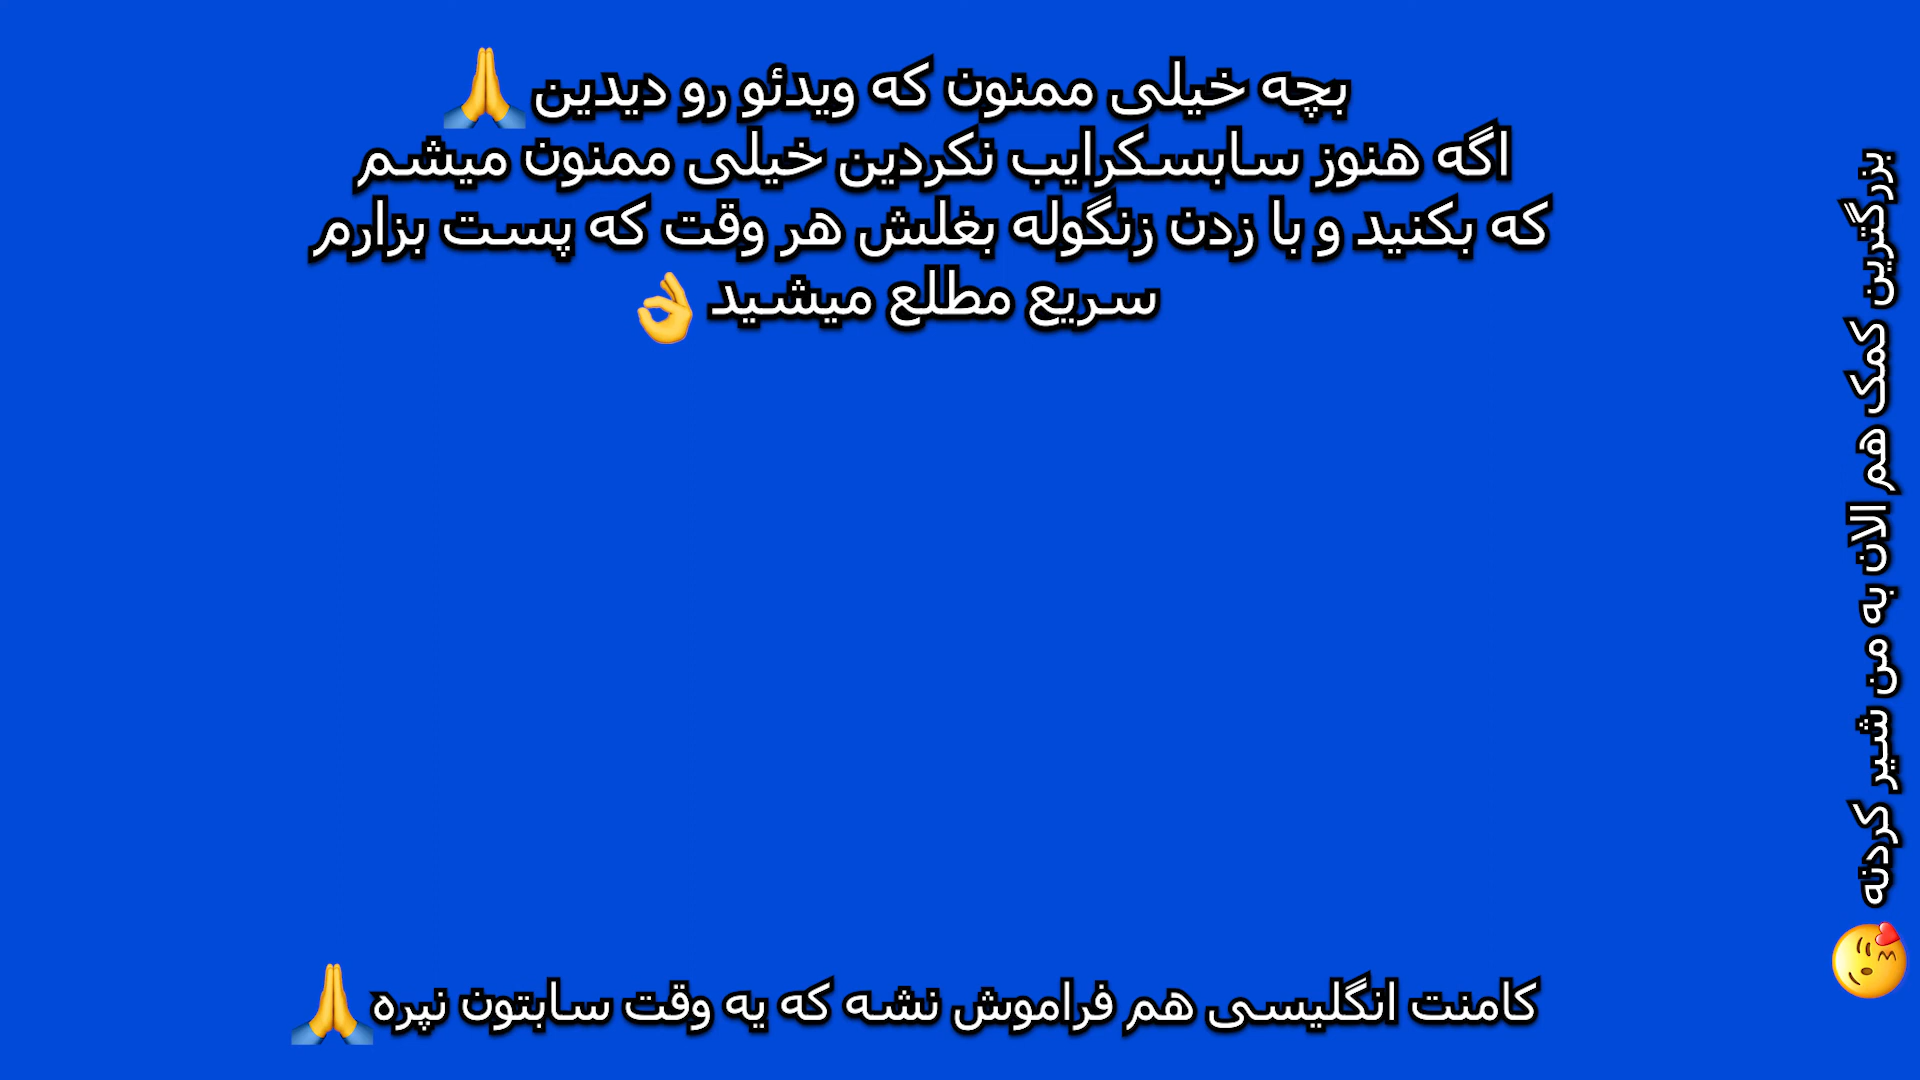 بچه خیلی ممنون که ویدئو رو دیدین 🙏
اگه هنوز سابسکرایب نکردین خیلی ممنون میشم
که بکنید و با زدن زنگوله بغلش هر وقت که پست بزارم
سریع مطلع میشید 👌
بزرگترین کمک هم الان به من شیر کردنه 😘
کامنت انگلیسی هم فراموش نشه که یه وقت سابتون نپره🙏